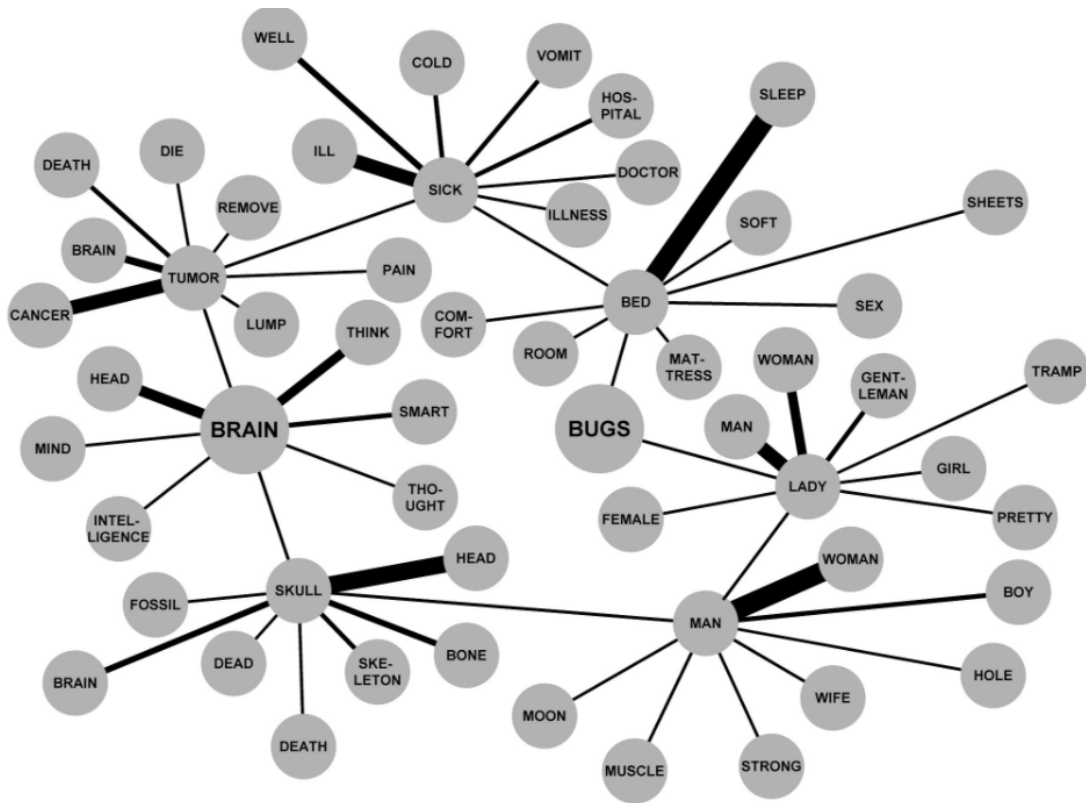 WELL
COLD
VOMIT
HOS-
PITAL
SLEEP
ILL
SICK
DOCTOR
ILLNESS
DEATH
DIE
REMOVE
BRAIN
TUMOR
PAIN
CANCER
LUMP
SHEETS
SOFT
BED
SEX
COM-
FORT
ROOM
MAT-
TRESS
THINK
HEAD
BRAIN
SMART
MIND
INTEL-
LIGENCE
THO-
UGHT
BUGS
WOMAN
GENT-
LEMAN
TRAMP
MAN
LADY
GIRL
FEMALE
PRETTY
HEAD
SKULL
FOSSIL
BRAIN
DEAD
SKE-
LETON
BONE
DEATH
WOMAN
BOY
MAN
HOLE
WIFE
MOON
MUSCLE
STRONG